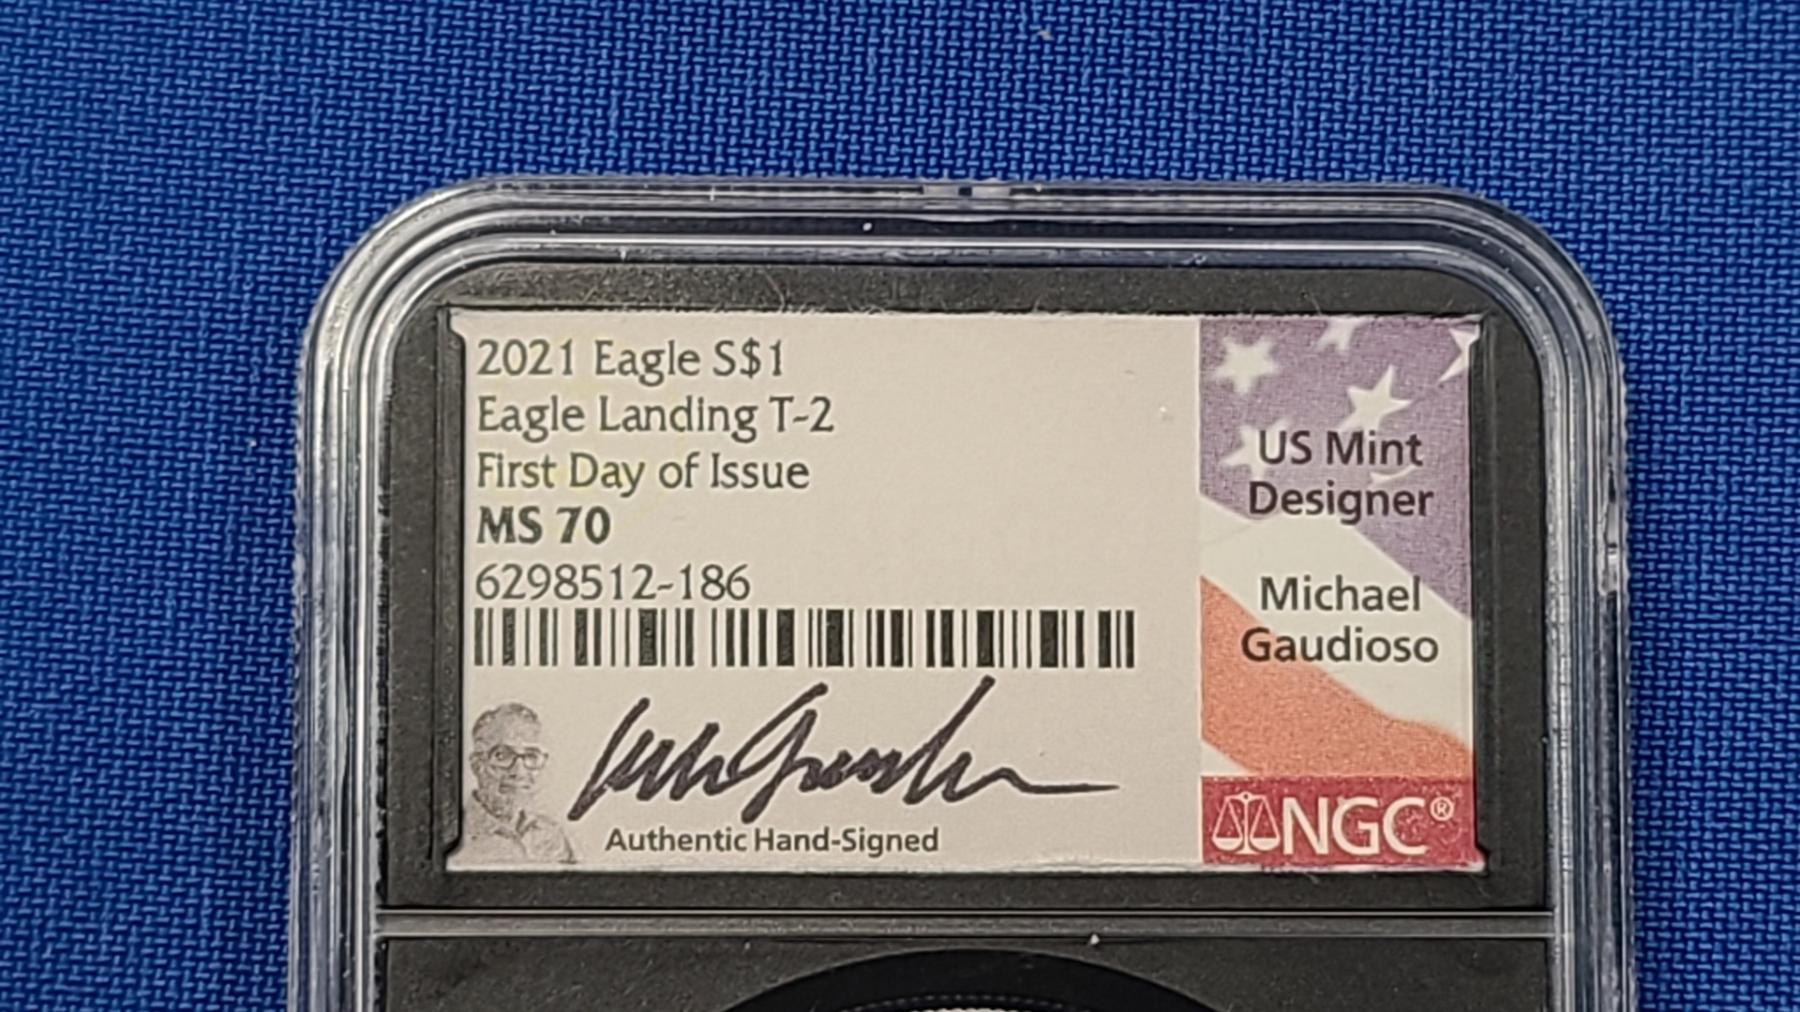 2021 Eagle S$1
Eagle Landing T-2
First Day of Issue
MS 70
6298512-186
Authentic Hand-Signed
US Mint
Designer
Michael
Gaudioso
NGC®